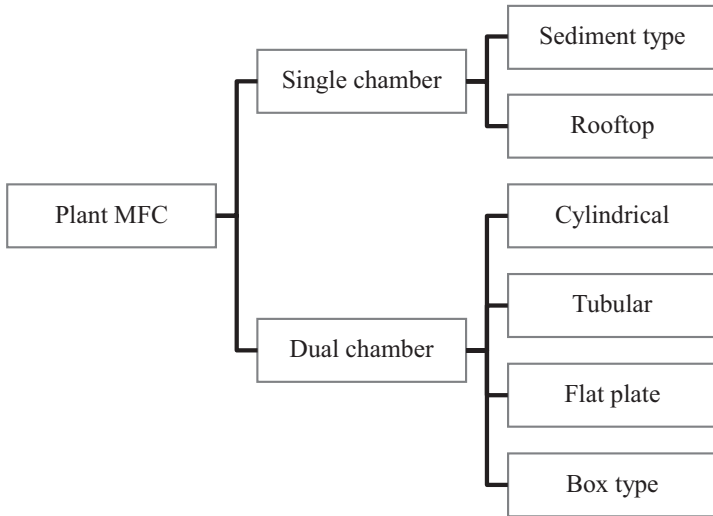 Plant MFC
Single chamber
Sediment type
Rooftop
Dual chamber
Cylindrical
Tubular
Flat plate
Box type